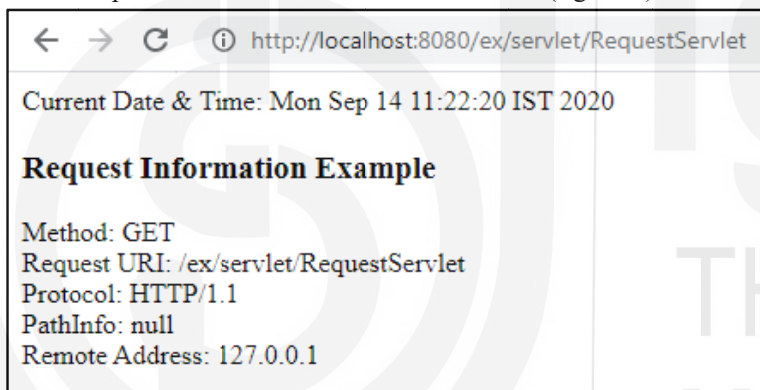 http://localhost:8080/ex/servlet/RequestServlet
Current Date & Time: Mon Sep 14 11:22:20 IST 2020
Request Information Example
Method: GET
Request URI: /ex/servlet/RequestServlet
Protocol: HTTP/1.1
PathInfo: null
Remote Address: 127.0.0.1